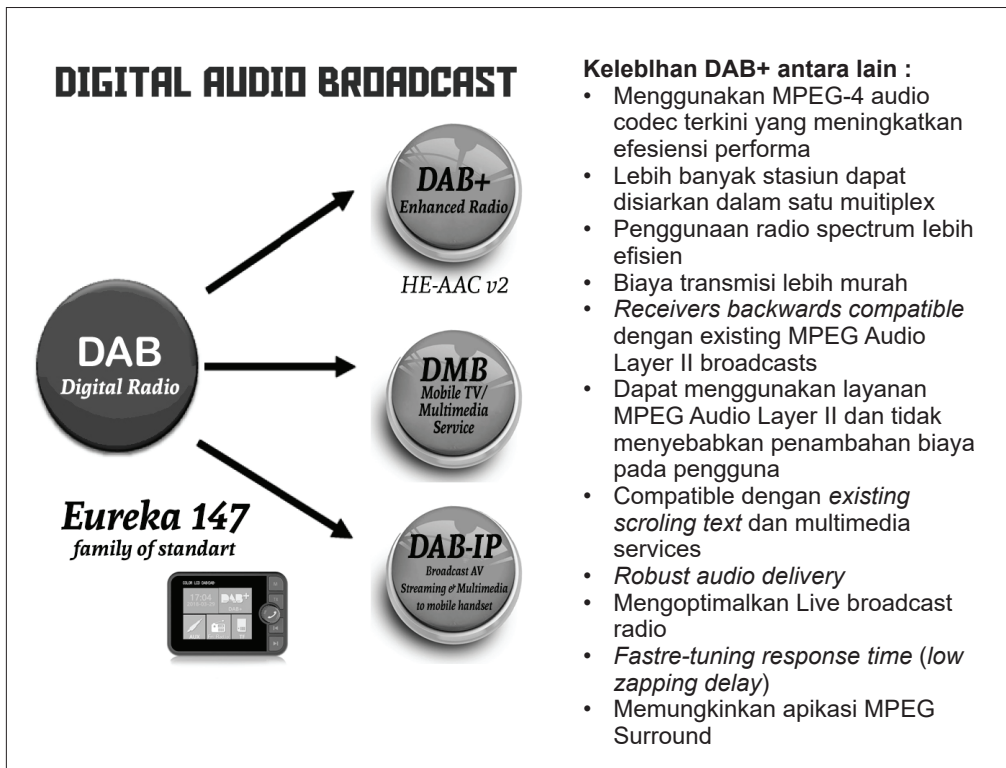 DIGITAL AUDIO BROADCAST
DAB+
Enhanced Radio
HE-AAC v2
DAB
Digital Radio
DMB
Mobile TV/
Multimedia
Service
Eureka 147
family of standart
DAB-IP
Broadcast AV
Streaming & Multimedia
to mobile handset
17:04
DAB+
Keleblhan DAB+ antara lain :
• Menggunakan MPEG-4 audio
codec terkini yang meningkatkan
efesiensi performa
• Lebih banyak stasiun dapat
disiarkan dalam satu muitiplex
• Penggunaan radio spectrum Iebih
efisien
• Biaya transmisi lebih murah
• Receivers backwards compatible
dengan existing MPEG Audio
Layer II broadcasts
• Dapat menggunakan layanan
MPEG Audio Layer II dan tidak
menyebabkan penambahan biaya
pada pengguna
• Compatible dengan existing
scroling text dan multimedia
services
• Robust audio delivery
• Mengoptimalkan Live broadcast
radio
• Fastre-tuning response time (low
zapping delay)
• Memungkinkan apikasi MPEG
Surround